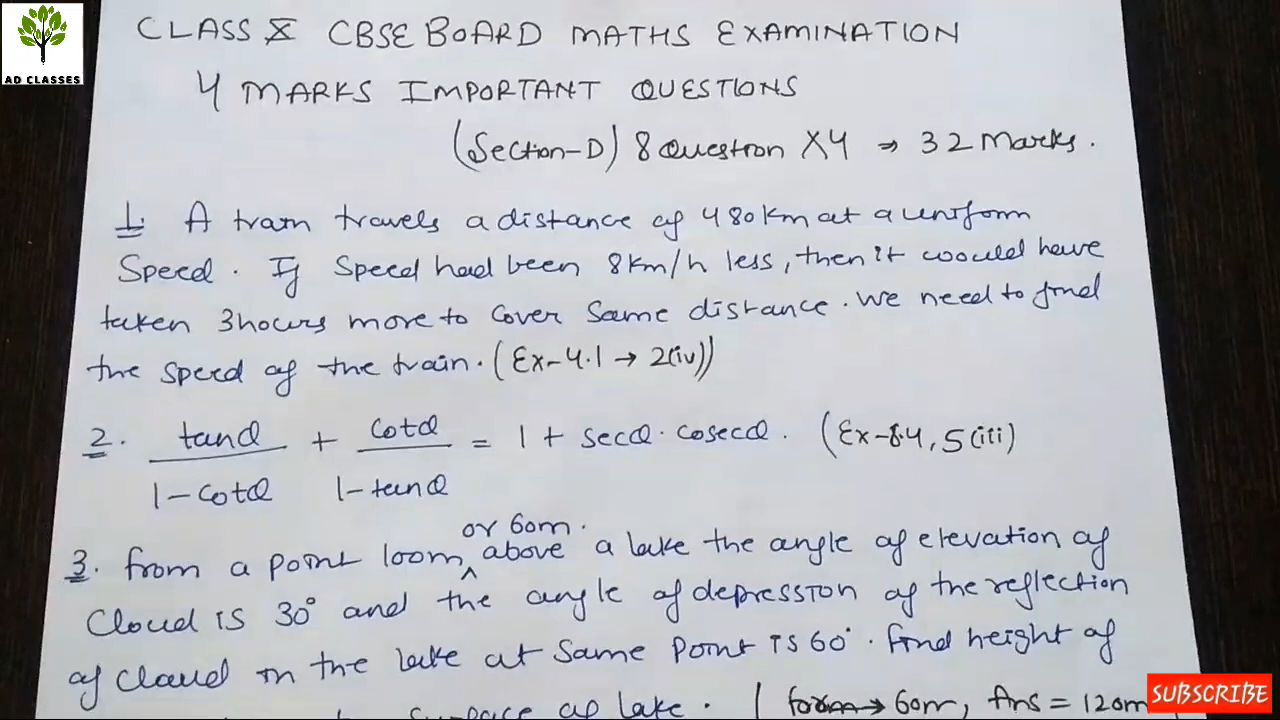 AD CLASSES
CLASS X CBSE BOARD MATHS EXAMINATION
4 MARKS IMPORTANT QUESTIONS
(Section-D) 8 Question X4 → 32 Marks.
1. A train travels a distance of 480 km at a uniform
Speed. If Speed had been 8km/h less, then it would have
taken 3hours more to Cover Same distance. We need to find
the speed of the train. (Ex-4.1 → 2(iv))
2. tanθ/1-cotθ + cotθ/1-tanθ = 1 + secθ.cosecθ. (Ex-8.4, 5(iii)
or 60m.
3. from a point 100m ^ above a lake the angle of elevation of
Cloud is 30° and the angle of depression of the reflection
of cloud in the lake at Same Point is 60°. find height of
surface of lake. ( 60m, Ans = 120m
SUBSCRIBE